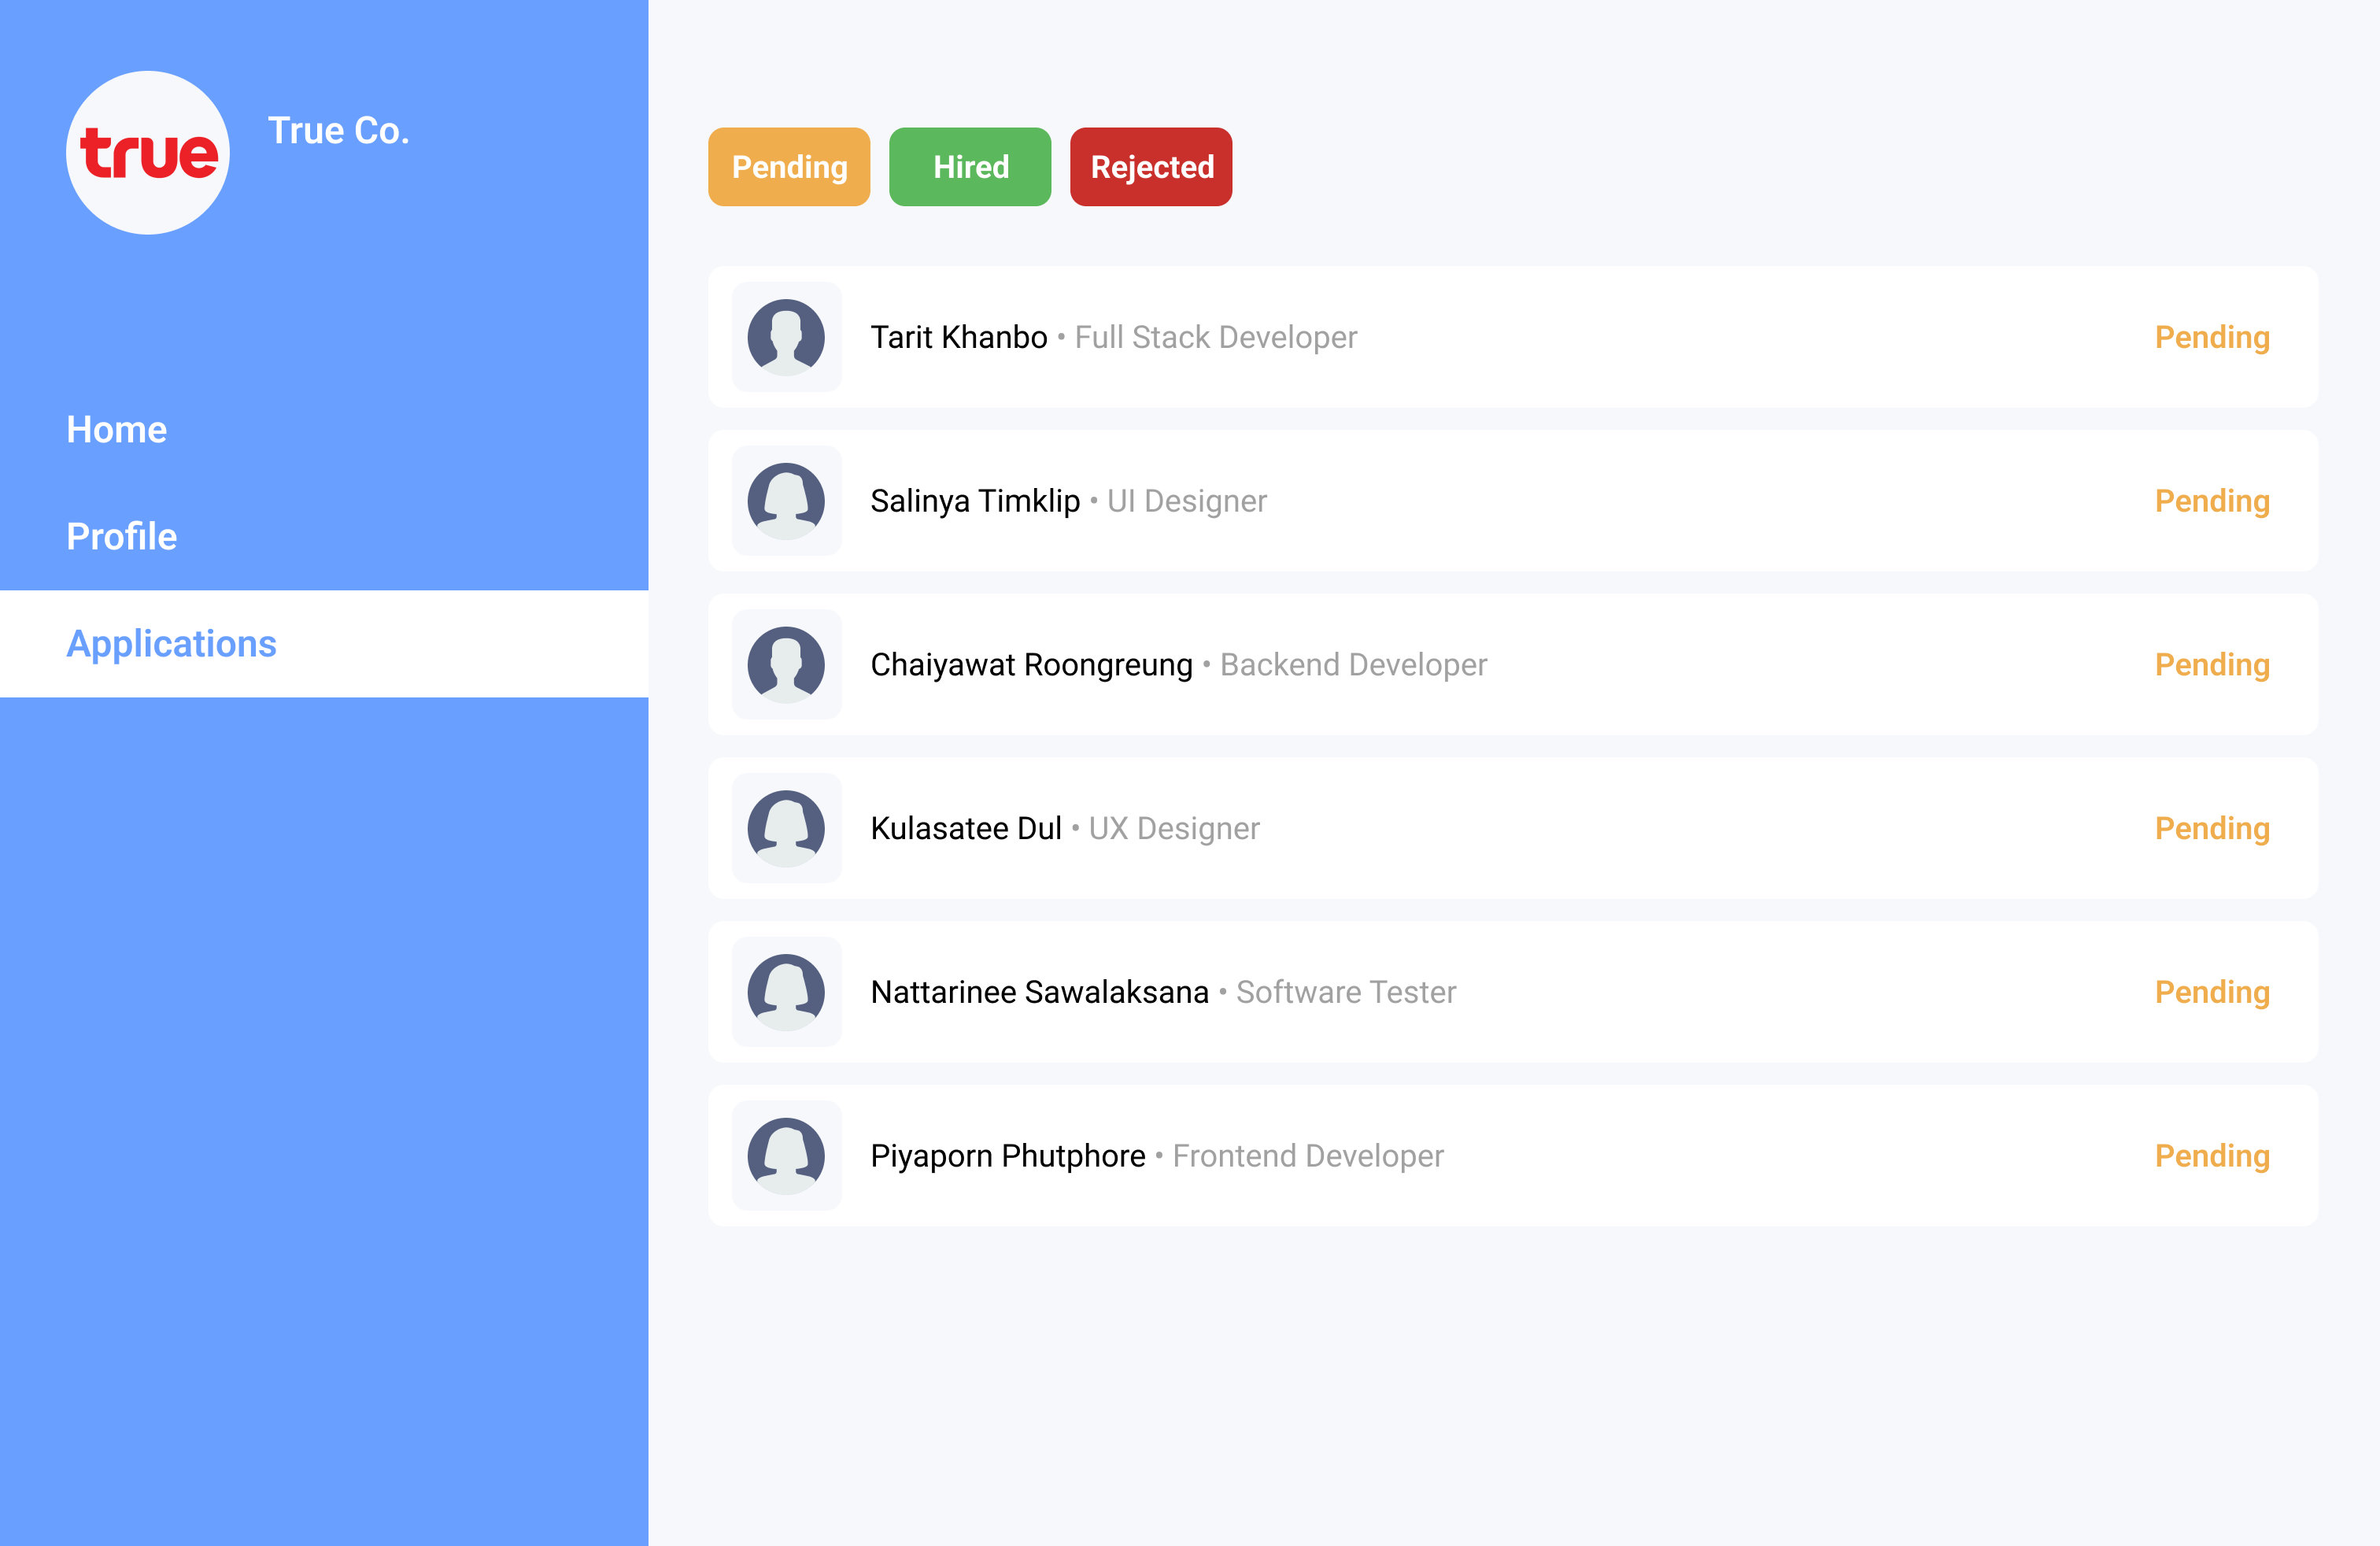 true
True Co.
Home
Profile
Applications
Pending
Hired
Rejected
Tarit Khanbo • Full Stack Developer
Pending
Salinya Timklip • UI Designer
Pending
Chaiyawat Roongreung • Backend Developer
Pending
Kulasatee Dul • UX Designer
Pending
Nattarinee Sawalaksana • Software Tester
Pending
Piyaporn Phutphore • Frontend Developer
Pending